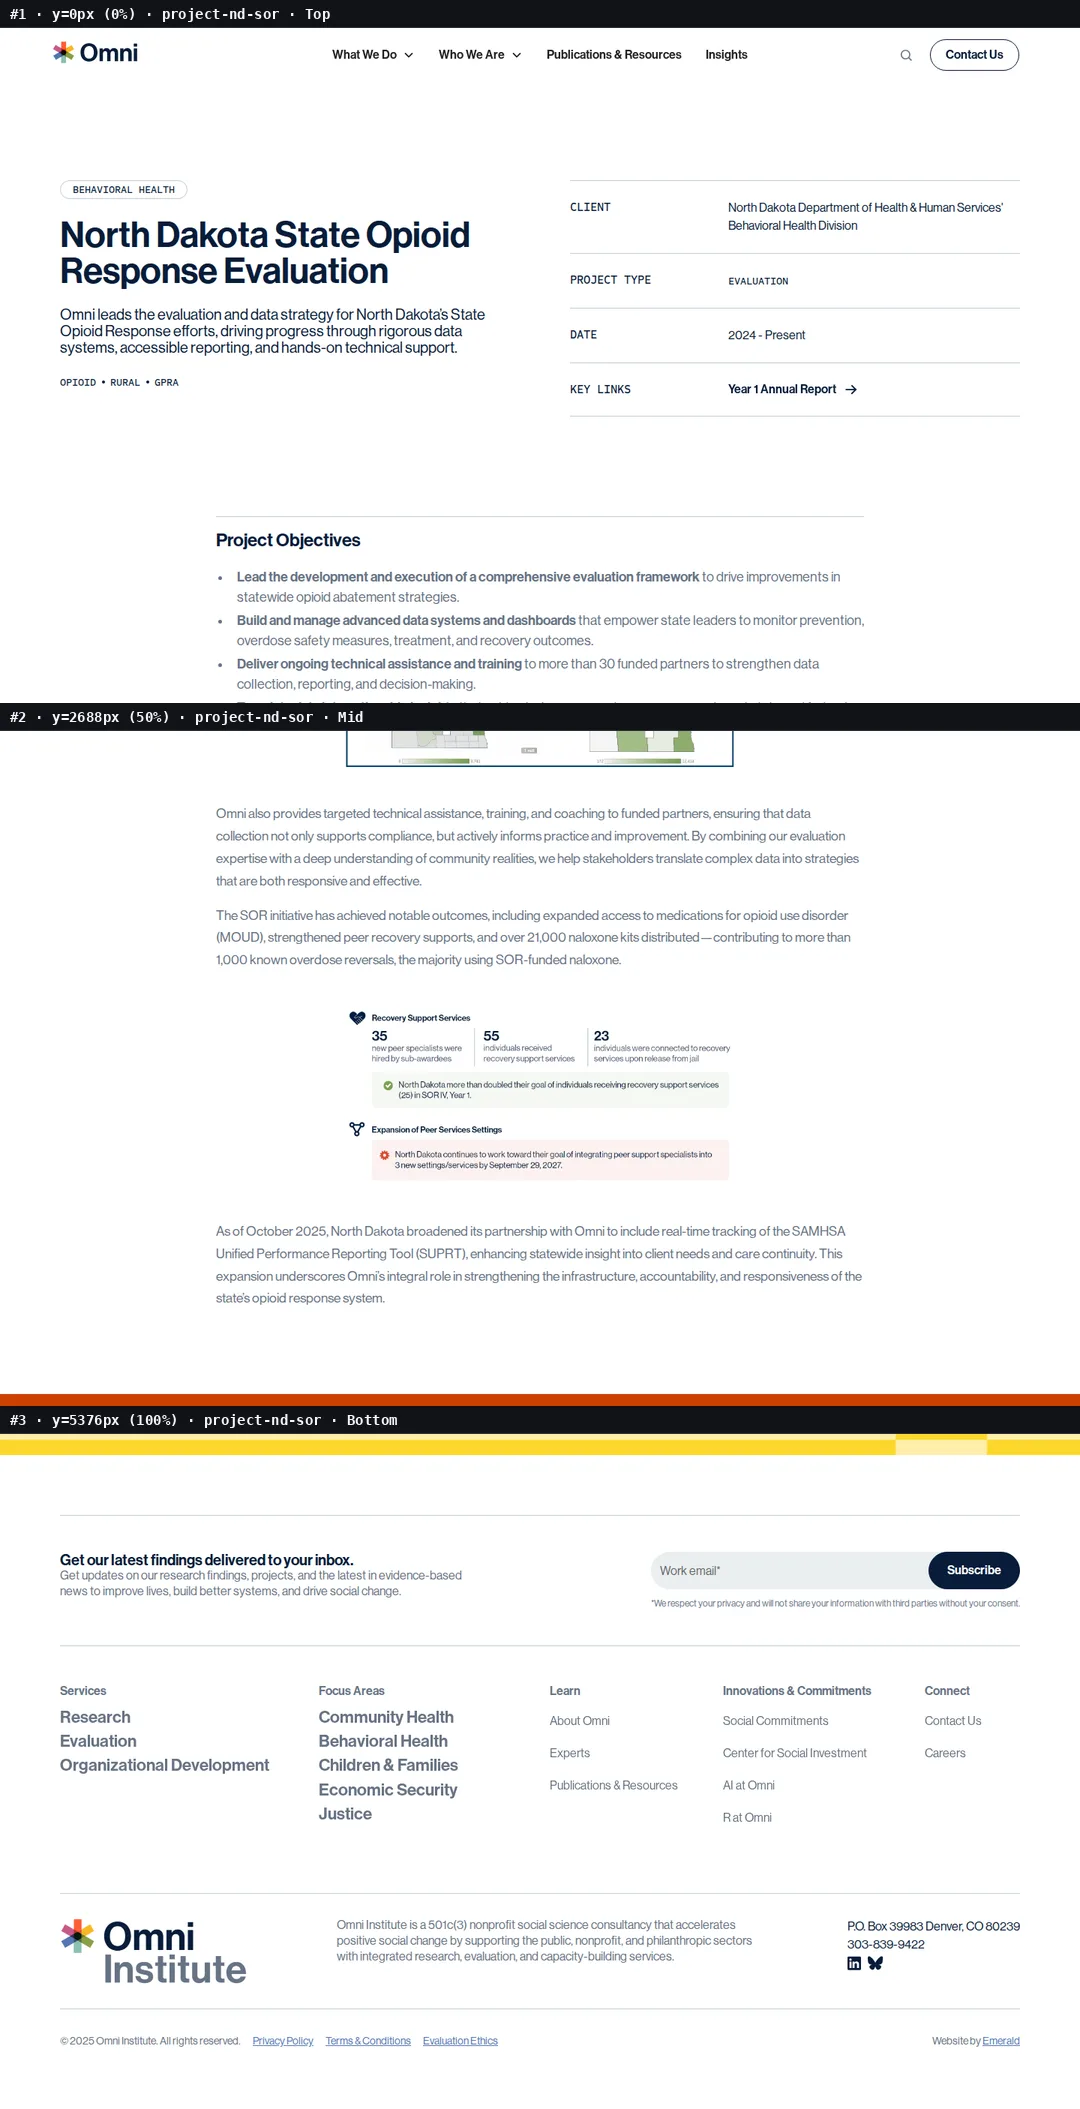 #1 · y=0px (0%) · project-nd-sor · Top
Omni
What We Do
Who We Are
Publications & Resources
Insights
Contact Us
BEHAVIORAL HEALTH
North Dakota State Opioid
Response Evaluation
Omni leads the evaluation and data strategy for North Dakota's State
Opioid Response efforts, driving progress through rigorous data
systems, accessible reporting, and hands-on technical support.
OPIOID • RURAL • GPRA
CLIENT
North Dakota Department of Health & Human Services'
Behavioral Health Division
PROJECT TYPE
EVALUATION
DATE
2024 - Present
KEY LINKS
Year 1 Annual Report →
Project Objectives
• Lead the development and execution of a comprehensive evaluation framework to drive improvements in
statewide opioid abatement strategies.
• Build and manage advanced data systems and dashboards that empower state leaders to monitor prevention,
overdose safety measures, treatment, and recovery outcomes.
• Deliver ongoing technical assistance and training to more than 30 funded partners to strengthen data
collection, reporting, and decision-making.
#2 · y=2688px (50%) · project-nd-sor · Mid
Omni also provides targeted technical assistance, training, and coaching to funded partners, ensuring that data
collection not only supports compliance, but actively informs practice and improvement. By combining our evaluation
expertise with a deep understanding of community realities, we help stakeholders translate complex data into strategies
that are both responsive and effective.
The SOR initiative has achieved notable outcomes, including expanded access to medications for opioid use disorder
(MOUD), strengthened peer recovery supports, and over 21,000 naloxone kits distributed—contributing to more than
1,000 known overdose reversals, the majority using SOR-funded naloxone.
Recovery Support Services
35
new peer specialists were
hired by sub-awardees
55
individuals received
recovery support services
23
individuals were connected to recovery
services upon release from jail
North Dakota more than doubled their goal of individuals receiving recovery support services
(25) in SOR IV, Year 1.
Expansion of Peer Services Settings
North Dakota continues to work toward their goal of integrating peer support specialists into
3 new settings/services by September 29, 2027.
As of October 2025, North Dakota broadened its partnership with Omni to include real-time tracking of the SAMHSA
Unified Performance Reporting Tool (SUPRT), enhancing statewide insight into client needs and care continuity. This
expansion underscores Omni's integral role in strengthening the infrastructure, accountability, and responsiveness of the
state's opioid response system.
#3 · y=5376px (100%) · project-nd-sor · Bottom
Get our latest findings delivered to your inbox.
Get updates on our research findings, projects, and the latest in evidence-based
news to improve lives, build better systems, and drive social change.
Work email*
Subscribe
*We respect your privacy and will not share your information with third parties without your consent.
Services
Research
Evaluation
Organizational Development
Focus Areas
Community Health
Behavioral Health
Children & Families
Economic Security
Justice
Learn
About Omni
Experts
Publications & Resources
Innovations & Commitments
Social Commitments
Center for Social Investment
AI at Omni
R at Omni
Connect
Contact Us
Careers
Omni
Institute
Omni Institute is a 501c(3) nonprofit social science consultancy that accelerates
positive social change by supporting the public, nonprofit, and philanthropic sectors
with integrated research, evaluation, and capacity-building services.
P.O. Box 39983 Denver, CO 80239
303-839-9422
© 2025 Omni Institute. All rights reserved.
Privacy Policy
Terms & Conditions
Evaluation Ethics
Website by Emerald